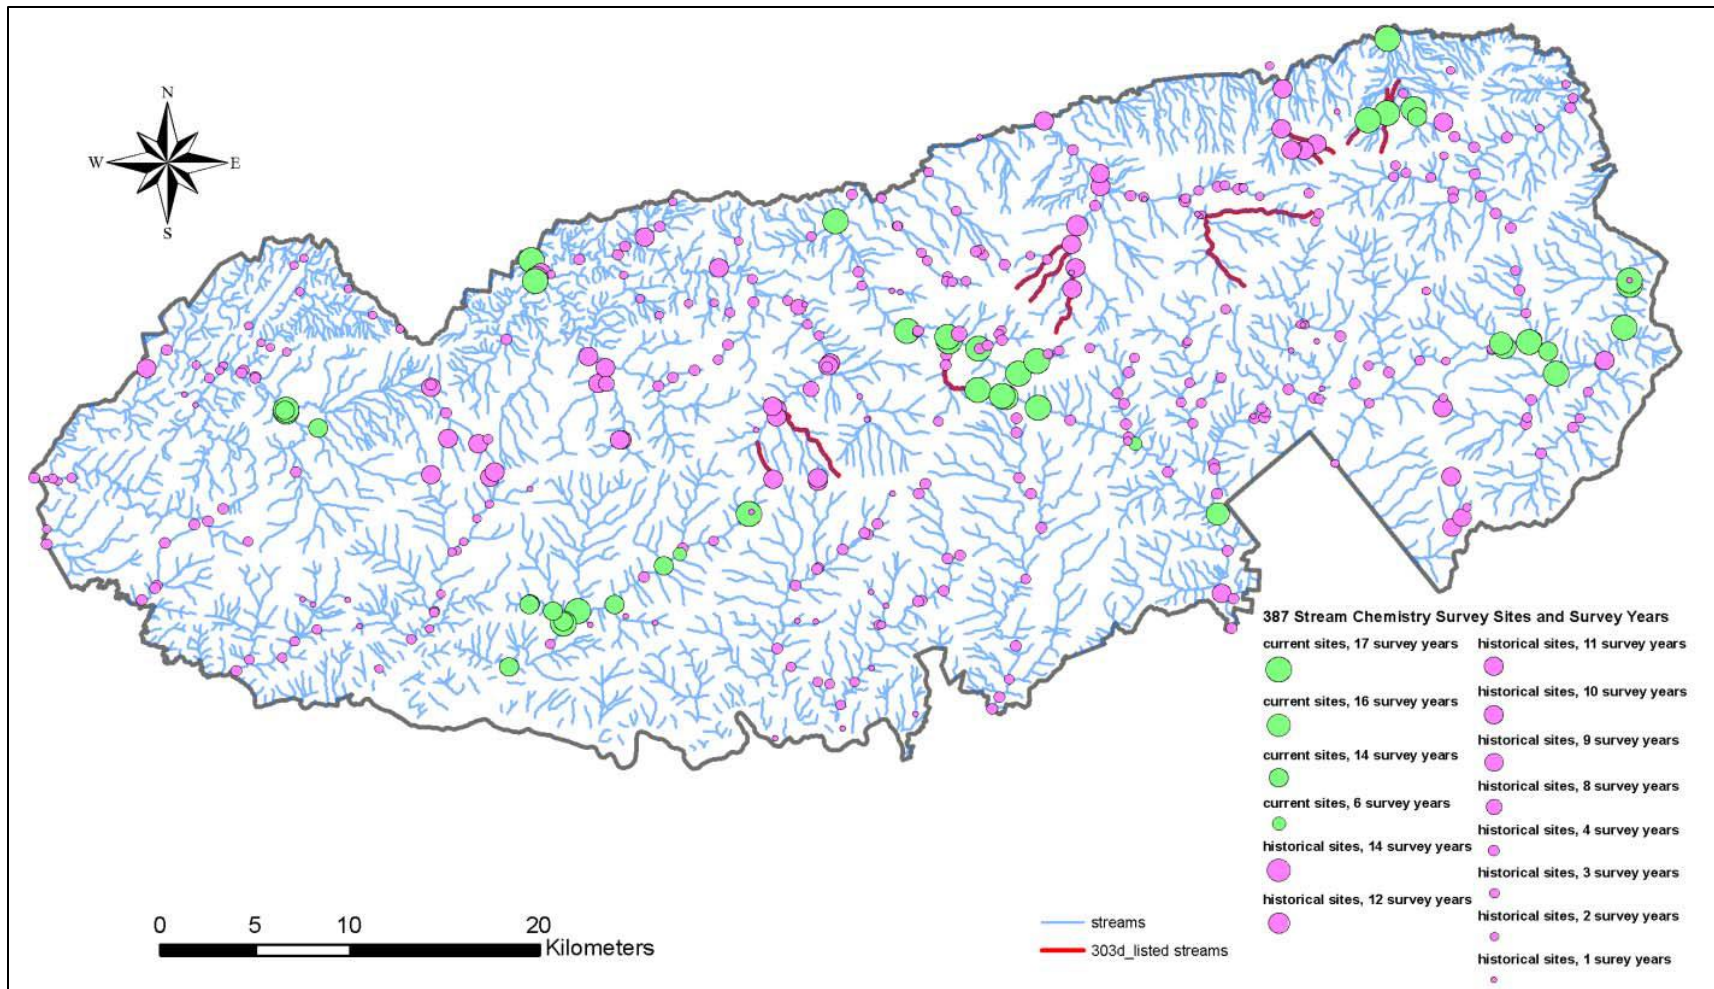 N
W E
S
387 Stream Chemistry Survey Sites and Survey Years
current sites, 17 survey years
current sites, 16 survey years
current sites, 14 survey years
current sites, 6 survey years
historical sites, 14 survey years
historical sites, 12 survey years
historical sites, 11 survey years
historical sites, 10 survey years
historical sites, 9 survey years
historical sites, 8 survey years
historical sites, 4 survey years
historical sites, 3 survey years
historical sites, 2 survey years
historical sites, 1 surey years
0 5 10 20
Kilometers
streams
303d_listed streams